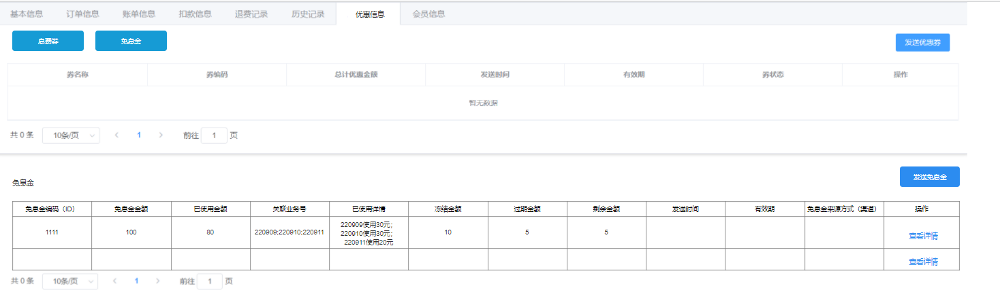 基本信息 订单信息 账单信息 扣款信息 退费记录 历史记录 优惠信息 会员信息
息费券 免息金 发送优惠券
券名称 券编码 总计优惠金额 发送时间 有效期 券状态 操作
暂无数据
共 0 条 10条/页 < 1 > 前往 1 页
发送免息金
免息金
免息金编码（ID） 免息金金额 已使用金额 关联业务号 已使用详情 冻结金额 过期金额 剩余金额 发送时间 有效期 免息金来源方式（渠道） 操作
1111 100 80 220909;220910;220911 220909使用30元; 10 5 5 查看详情
220910使用30元;
220911使用20元
查看详情
共 0 条 10条/页 < 1 > 前往 1 页